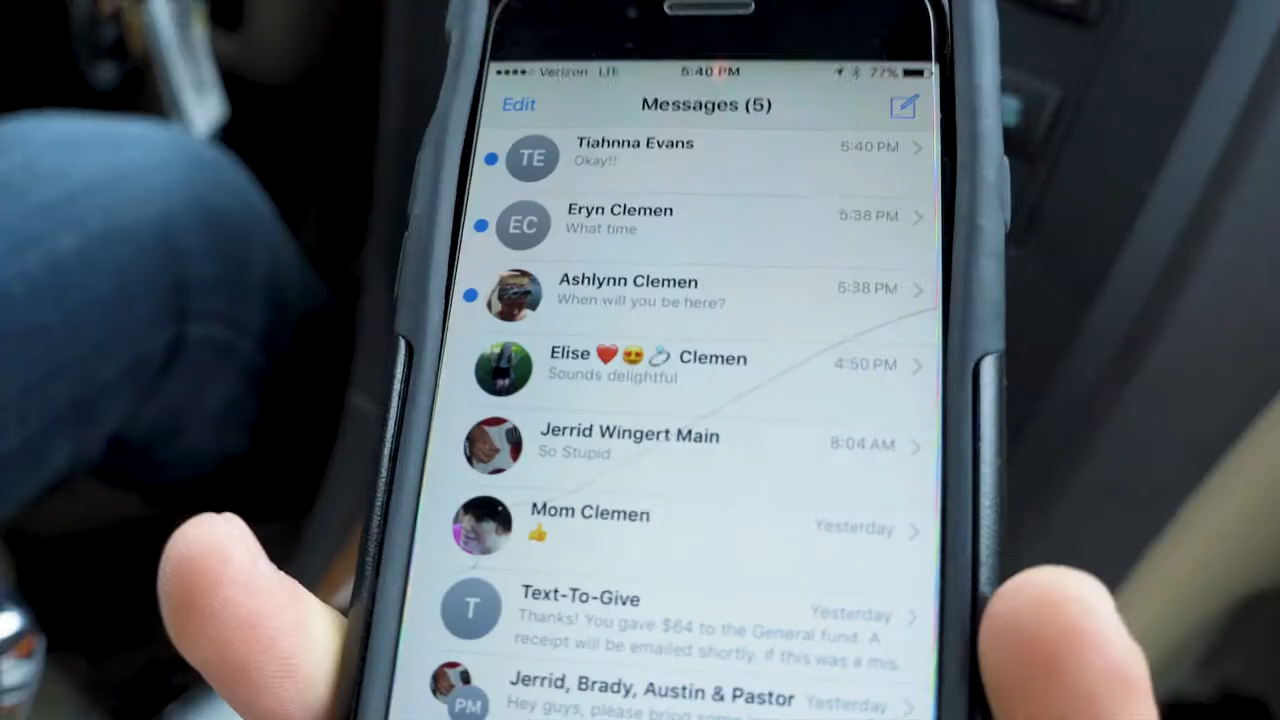 Verizon LTE 5:40 PM 77%
Edit Messages (5)
Tiahnna Evans 5:40 PM
TE
Okay!!
Eryn Clemen 5:38 PM
EC
What time
Ashlynn Clemen 5:38 PM
When will you be here?
Elise ❤️😍💍 Clemen 4:50 PM
Sounds delightful
Jerrid Wingert Main 8:04 AM
So Stupid
Mom Clemen Yesterday
👍
Text-To-Give Yesterday
T
Thanks! You gave $64 to the General fund. A
receipt will be emailed shortly. If this was a mis...
Jerrid, Brady, Austin & Pastor Yesterday
PM
Hey guys, please bring some